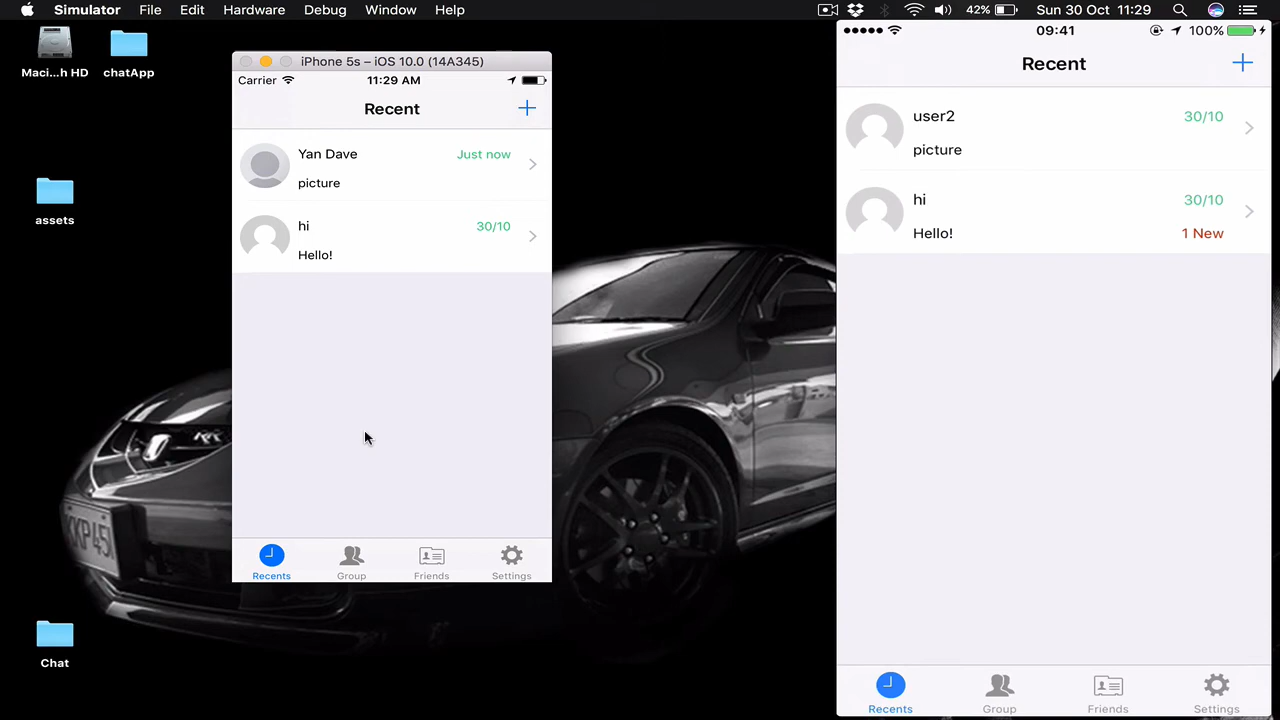 Simulator File Edit Hardware Debug Window Help 42% Sun 30 Oct 11:29
Maci...h HD
chatApp
assets
Chat
iPhone 5s – iOS 10.0 (14A345)
Carrier 11:29 AM
Recent
Yan Dave Just now
picture
hi 30/10
Hello!
Recents Group Friends Settings
09:41 100%
Recent
user2 30/10
picture
hi 30/10
Hello! 1 New
Recents Group Friends Settings